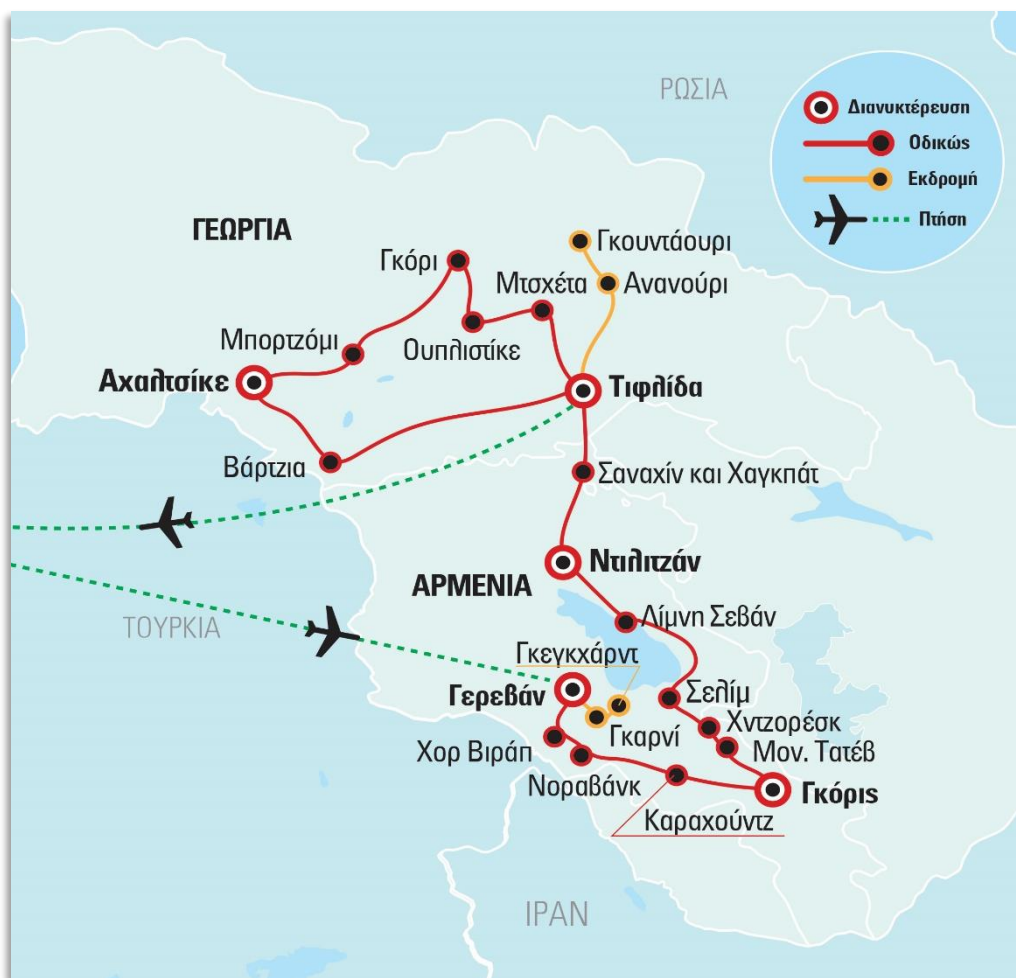 ΡΩΣΙΑ
Διανυκτέρευση
Οδικώς
Εκδρομή
Πτήση
ΓΕΩΡΓΙΑ
Γκουντάουρι
Γκόρι
Μτσχέτα
Ανανούρι
Μπορτζόμι
Ουπλιστίκε
Αχαλτσίκε
Τιφλίδα
Βάρτζια
Σαναχίν και Χαγκπάτ
Ντιλιτζάν
ΑΡΜΕΝΙΑ
Λίμνη Σεβάν
ΤΟΥΡΚΙΑ
Γκεγκχάρντ
Γερεβάν
Σελίμ
Χντζορέσκ
Γκαρνί
Χορ Βιράπ
Μον. Τατέβ
Νοραβάνκ
Γκόρις
Καραχούντζ
ΙΡΑΝ